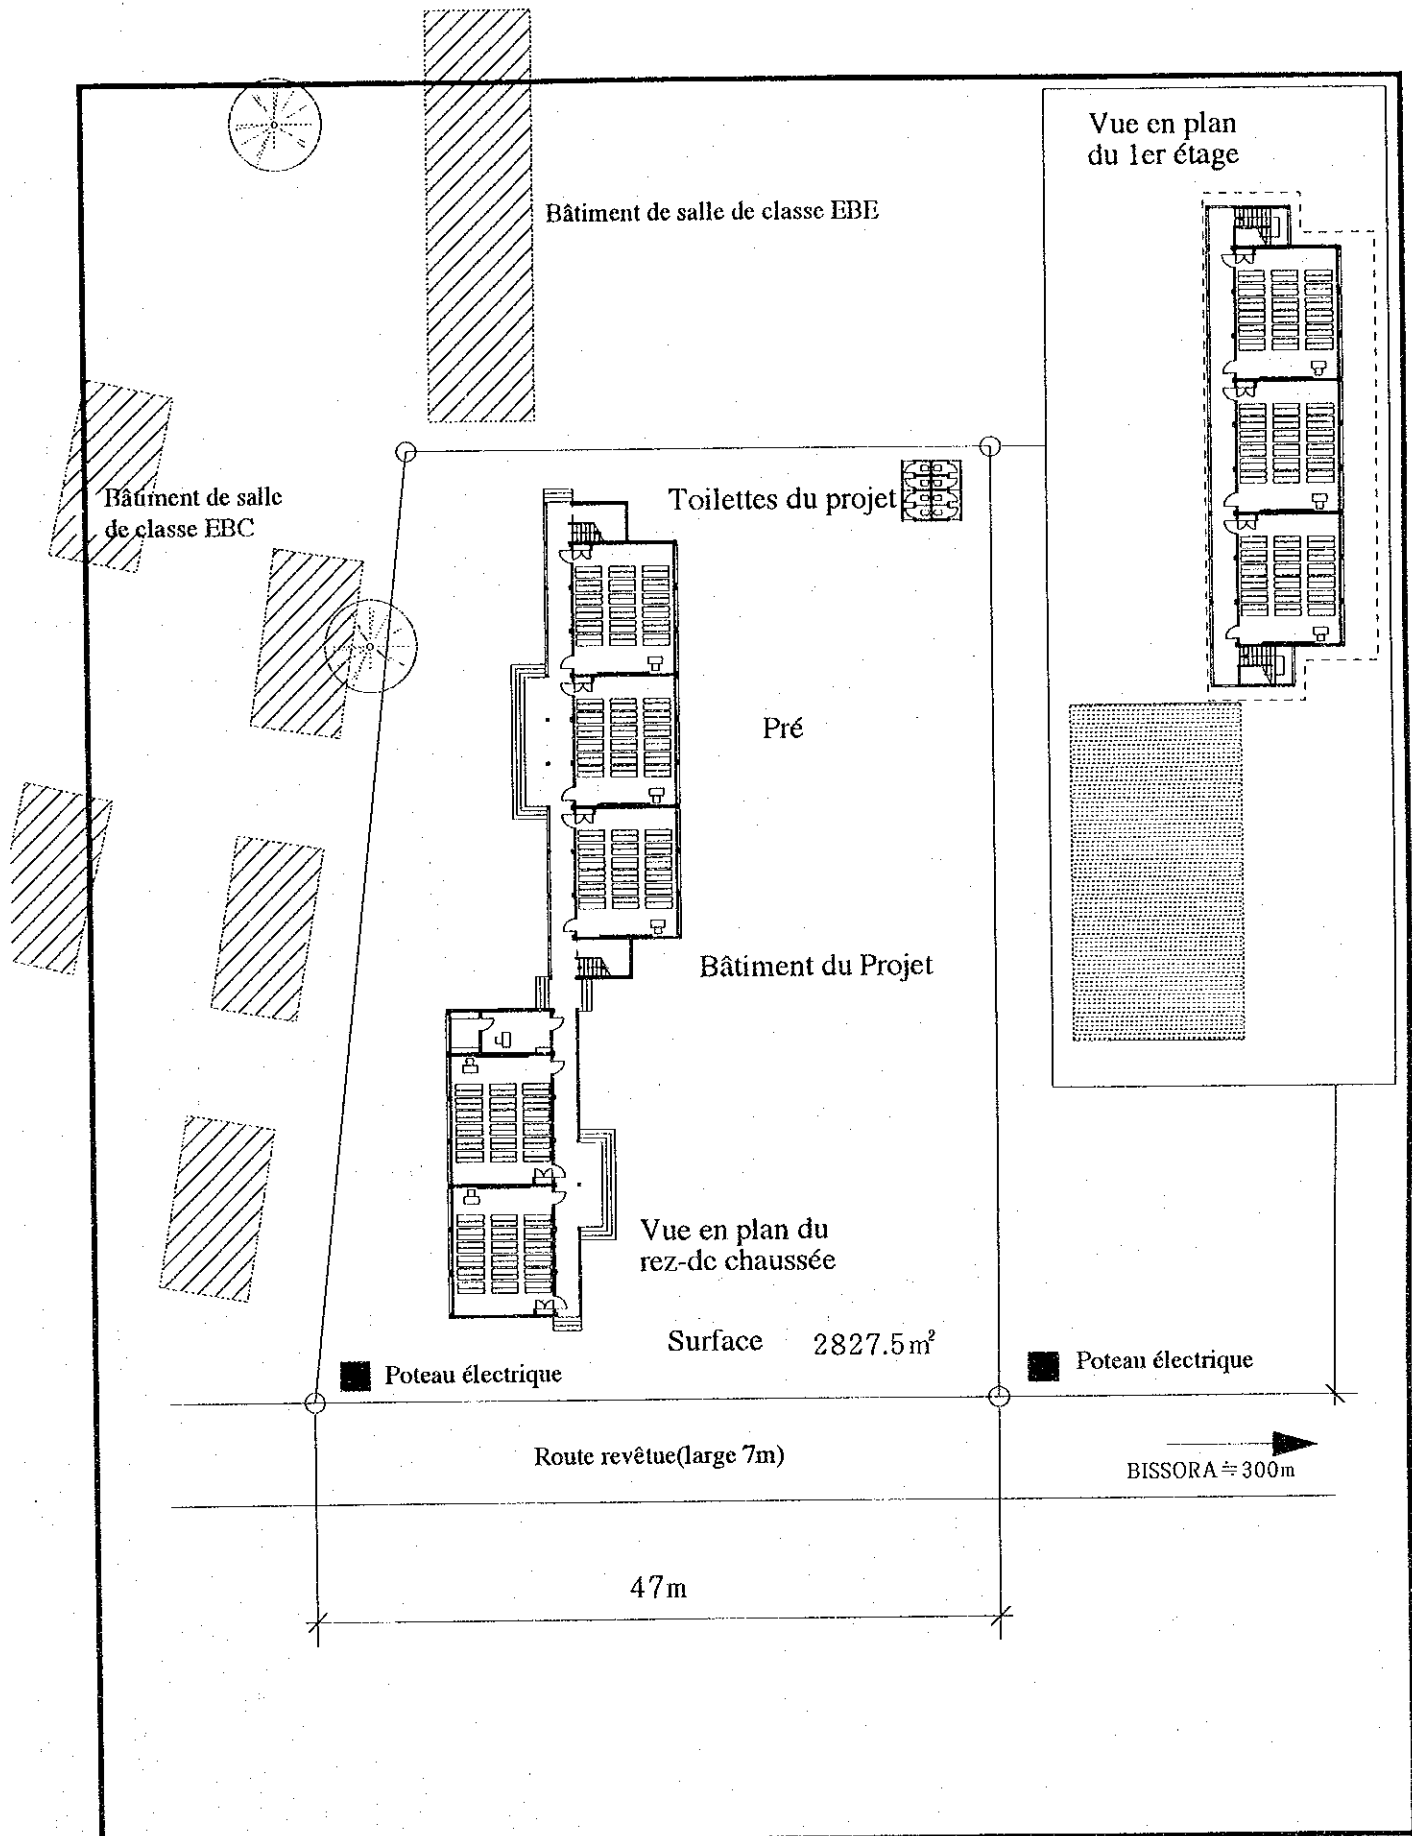 Vue en plan
du 1er étage
Bâtiment de salle de classe EBE
Bâtiment de salle
de classe EBC
Toilettes du projet
Pré
Bâtiment du Projet
Vue en plan du
rez-de chaussée
Surface 2827.5m²
Poteau électrique
Poteau électrique
Route revêtue(large 7m)
BISSORA≒300m
47m